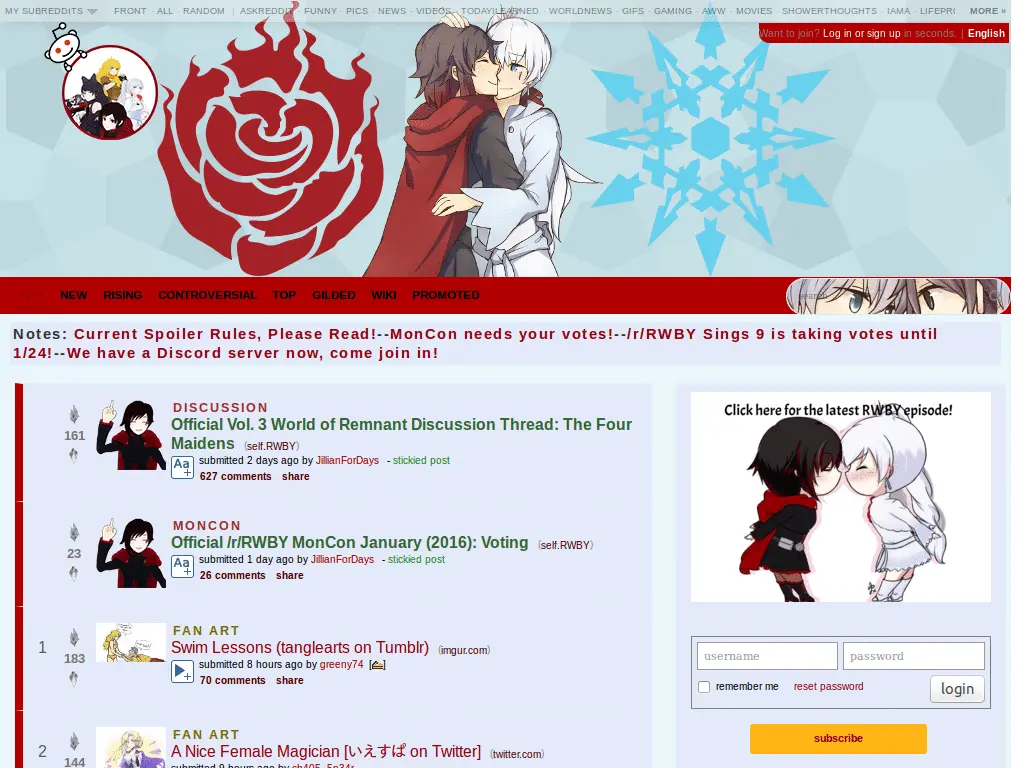 MY SUBREDDITS FRONT - ALL - RANDOM | ASKREDDIT - FUNNY - PICS - NEWS - VIDEOS - TODAYILEARNED - WORLDNEWS - GIFS - GAMING - AWW - MOVIES - SHOWERTHOUGHTS - IAMA - LIFEPRI MORE »
Want to join? Log in or sign up in seconds. | English
NEW RISING CONTROVERSIAL TOP GILDED WIKI PROMOTED
Notes: Current Spoiler Rules, Please Read!--MonCon needs your votes!--/r/RWBY Sings 9 is taking votes until
1/24!--We have a Discord server now, come join in!
DISCUSSION
161
Official Vol. 3 World of Remnant Discussion Thread: The Four
Maidens (self.RWBY)
submitted 2 days ago by JillianForDays - stickied post
627 comments share
MONCON
23
Official /r/RWBY MonCon January (2016): Voting (self.RWBY)
submitted 1 day ago by JillianForDays - stickied post
26 comments share
FAN ART
1
183
Swim Lessons (tanglearts on Tumblr) (imgur.com)
submitted 8 hours ago by greeny74
70 comments share
FAN ART
2
144
A Nice Female Magician [いえすぱ on Twitter] (twitter.com)
submitted 9 hours ago by
Click here for the latest RWBY episode!
username password
remember me reset password login
subscribe